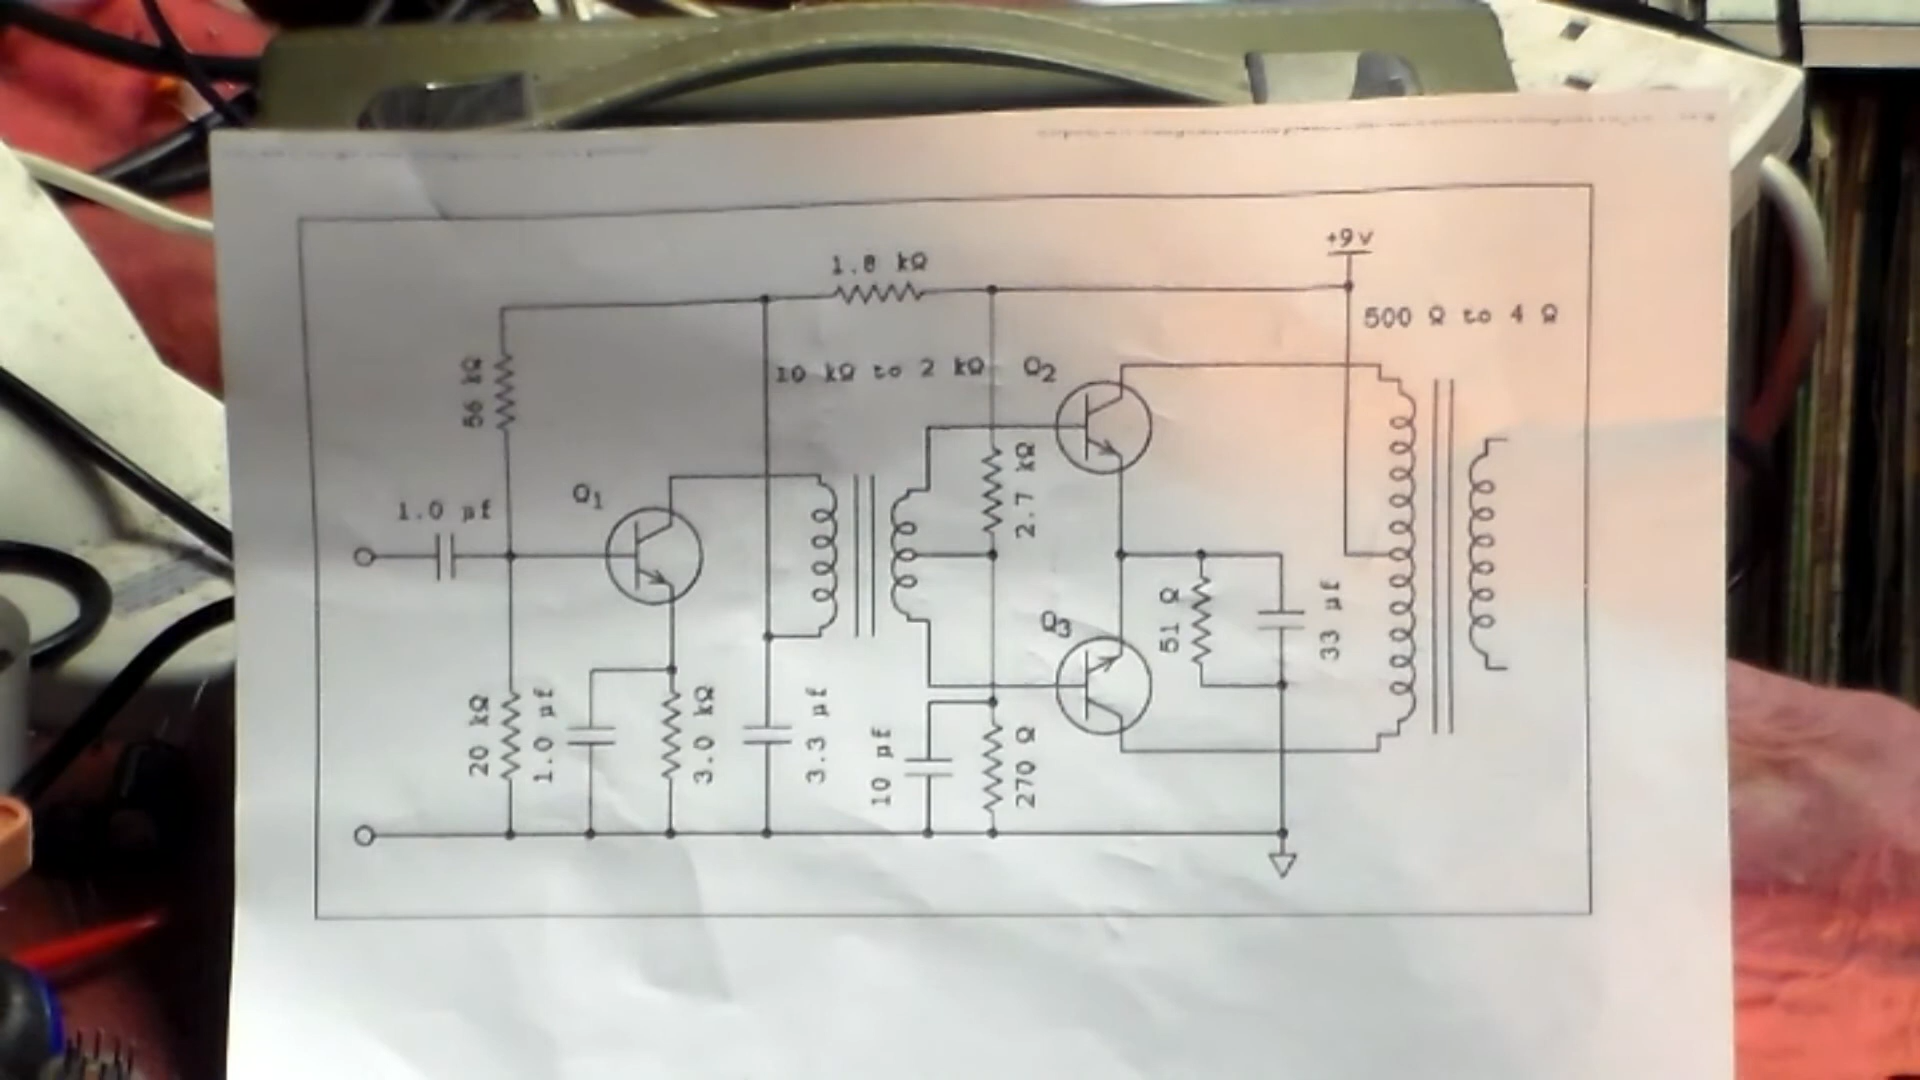 +9v
1.8 kΩ
500 Ω to 4 Ω
10 kΩ to 2 kΩ
Q2
56 kΩ
2.7 kΩ
Q1
1.0 µf
51 Ω
33 µf
Q3
20 kΩ
1.0 µf
3.0 kΩ
3.3 µf
10 µf
270 Ω